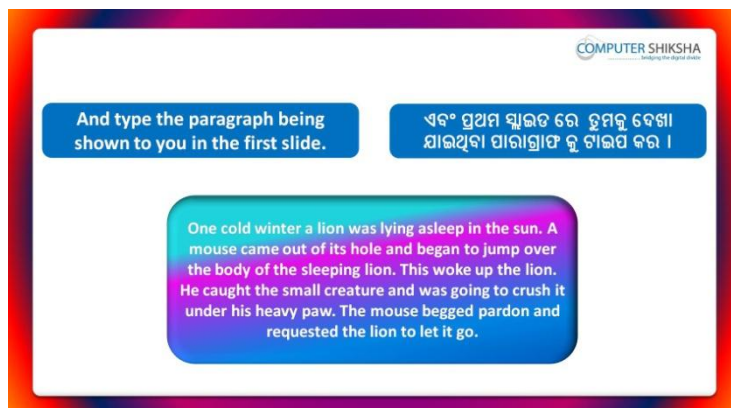 COMPUTER SHIKSHA
...bridging the digital divide
And type the paragraph being
shown to you in the first slide.
ଏବଂ ପ୍ରଥମ ସ୍ଲାଇଡ ରେ ତୁମକୁ ଦେଖା
ଯାଇଥିବା ପାରାଗ୍ରାଫ କୁ ଟାଇପ କର ।
One cold winter a lion was lying asleep in the sun. A
mouse came out of its hole and began to jump over
the body of the sleeping lion. This woke up the lion.
He caught the small creature and was going to crush it
under his heavy paw. The mouse begged pardon and
requested the lion to let it go.